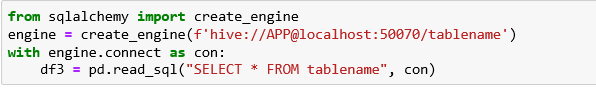 from sqlalchemy import create_engine
engine = create_engine(f'hive://APP@localhost:50070/tablename')
with engine.connect as con:
    df3 = pd.read_sql("SELECT * FROM tablename", con)